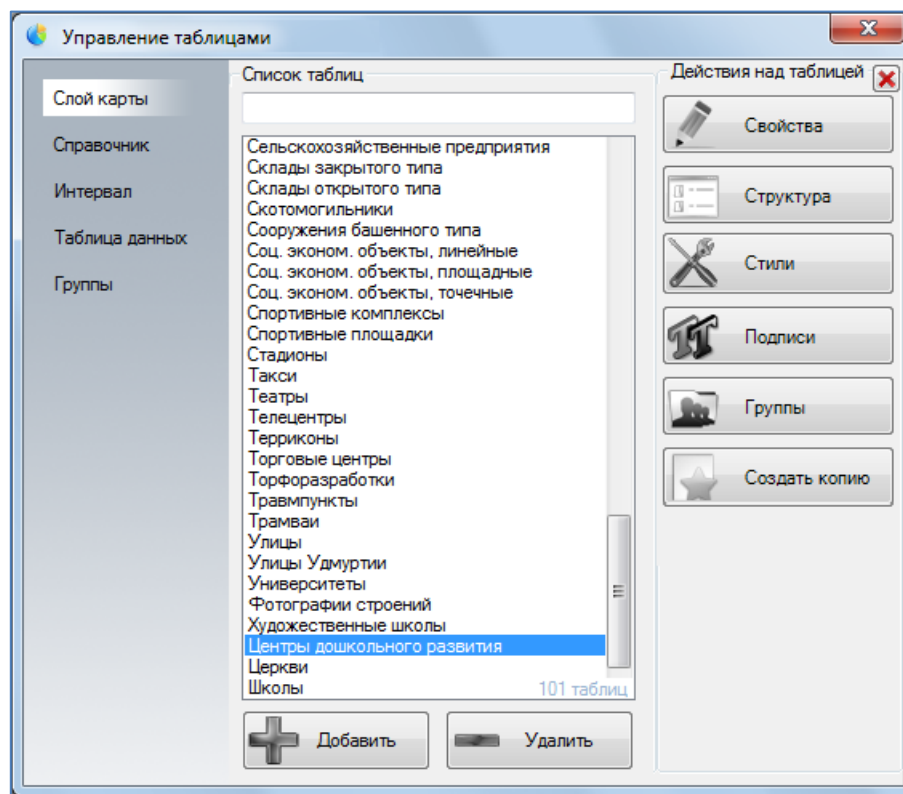 Управление таблицами
x
Слой карты
Справочник
Интервал
Таблица данных
Группы
Список таблиц
Сельскохозяйственные предприятия
Склады закрытого типа
Склады открытого типа
Скотомогильники
Сооружения башенного типа
Соц. эконом. объекты, линейные
Соц. эконом. объекты, площадные
Соц. эконом. объекты, точечные
Спортивные комплексы
Спортивные площадки
Стадионы
Такси
Театры
Телецентры
Терриконы
Торговые центры
Торфоразработки
Травмпункты
Трамваи
Улицы
Улицы Удмуртии
Университеты
Фотографии строений
Художественные школы
Центры дошкольного развития
Церкви
Школы
101 таблиц
Добавить
Удалить
Действия над таблицей
Свойства
Структура
Стили
Подписи
Группы
Создать копию